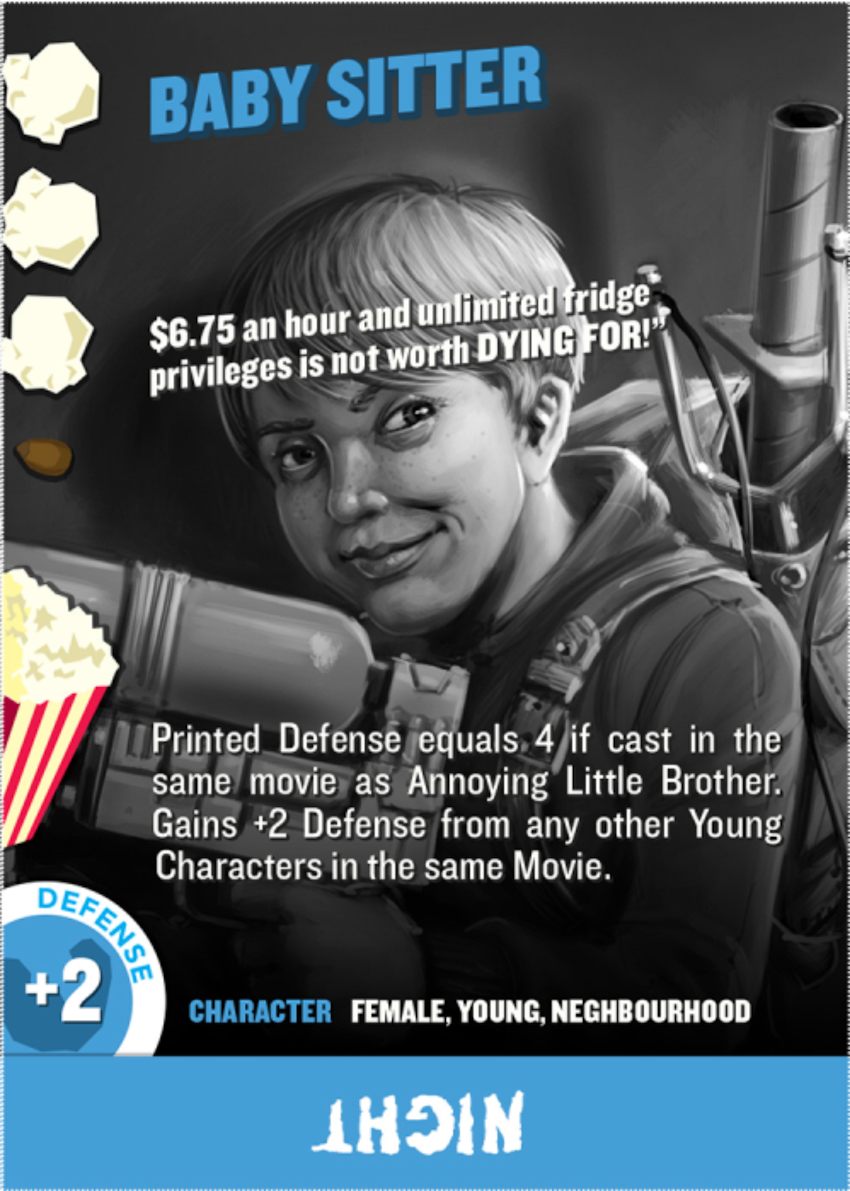 BABY SITTER
$6.75 an hour and unlimited fridge
privileges is not worth DYING FOR!”
Printed Defense equals 4 if cast in the
same movie as Annoying Little Brother.
Gains +2 Defense from any other Young
Characters in the same Movie.
DEFENSE
+2
CHARACTER FEMALE, YOUNG, NEGHBOURHOOD
NIGHT